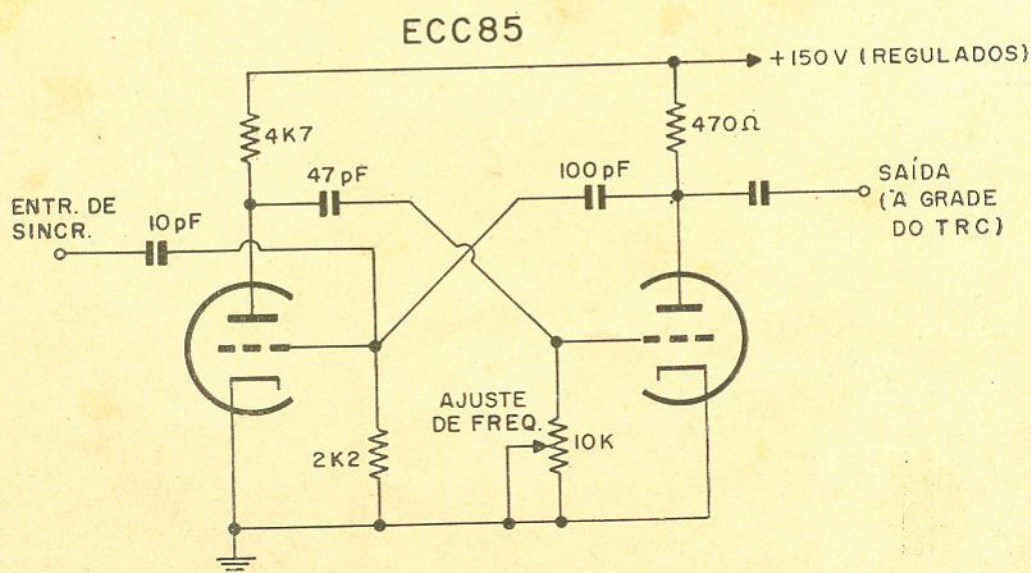 ECC85
+150V (REGULADOS)
4K7
470Ω
47pF
100pF
SAÍDA
(À GRADE
DO TRC)
ENTR. DE
SINCR.
10pF
AJUSTE
DE FREQ.
10K
2K2